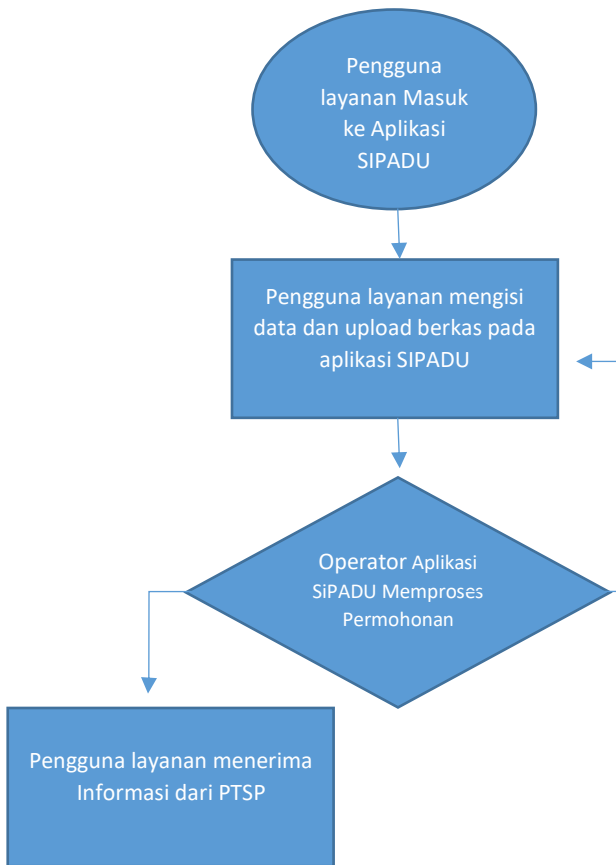 Pengguna
layanan Masuk
ke Aplikasi
SIPADU
Pengguna layanan mengisi
data dan upload berkas pada
aplikasi SIPADU
Operator Aplikasi
SiPADU Memproses
Permohonan
Pengguna layanan menerima
Informasi dari PTSP